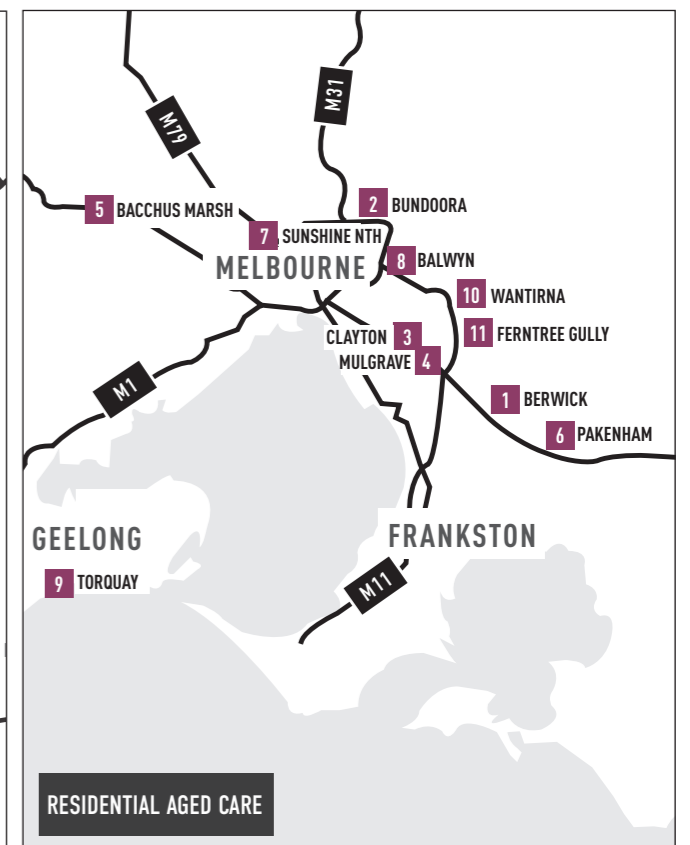 M79
M31
2 BUNDOORA
5 BACCHUS MARSH
7 SUNSHINE NTH
8 BALWYN
MELBOURNE
10 WANTIRNA
CLAYTON 3
11 FERNTREE GULLY
MULGRAVE 4
M1
1 BERWICK
6 PAKENHAM
GEELONG
FRANKSTON
9 TORQUAY
M11
RESIDENTIAL AGED CARE